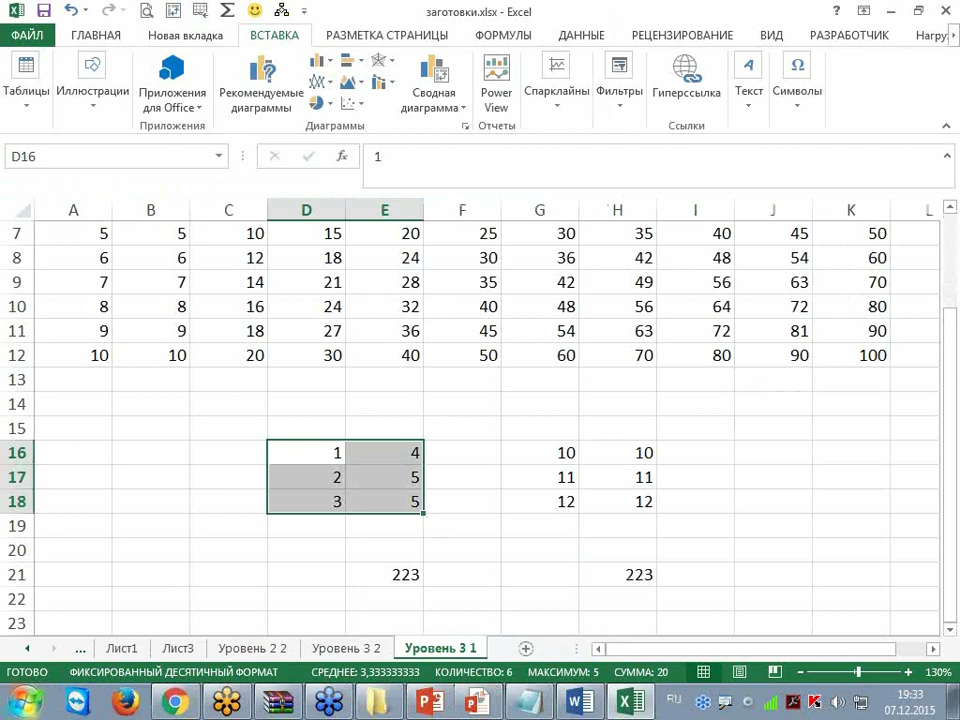 заготовки.xlsx - Excel
ФАЙЛ ГЛАВНАЯ Новая вкладка ВСТАВКА РАЗМЕТКА СТРАНИЦЫ ФОРМУЛЫ ДАННЫЕ РЕЦЕНЗИРОВАНИЕ ВИД РАЗРАБОТЧИК Нагру
Таблицы Иллюстрации Приложения для Office Рекомендуемые диаграммы Сводная диаграмма Power View Спарклайны Фильтры Гиперссылка Текст Символы
Приложения Диаграммы Отчеты Ссылки
D16 fx 1
A B C D E F G H I J K L
7 5 5 10 15 20 25 30 35 40 45 50
8 6 6 12 18 24 30 36 42 48 54 60
9 7 7 14 21 28 35 42 49 56 63 70
10 8 8 16 24 32 40 48 56 64 72 80
11 9 9 18 27 36 45 54 63 72 81 90
12 10 10 20 30 40 50 60 70 80 90 100
13
14
15
16 1 4 10 10
17 2 5 11 11
18 3 5 12 12
19
20
21 223 223
22
23
... Лист1 Лист3 Уровень 2 2 Уровень 3 2 Уровень 3 1
ГОТОВО ФИКСИРОВАННЫЙ ДЕСЯТИЧНЫЙ ФОРМАТ СРЕДНЕЕ: 3,333333333 КОЛИЧЕСТВО: 6 МАКСИМУМ: 5 СУММА: 20 130%
RU 19:33
07.12.2015